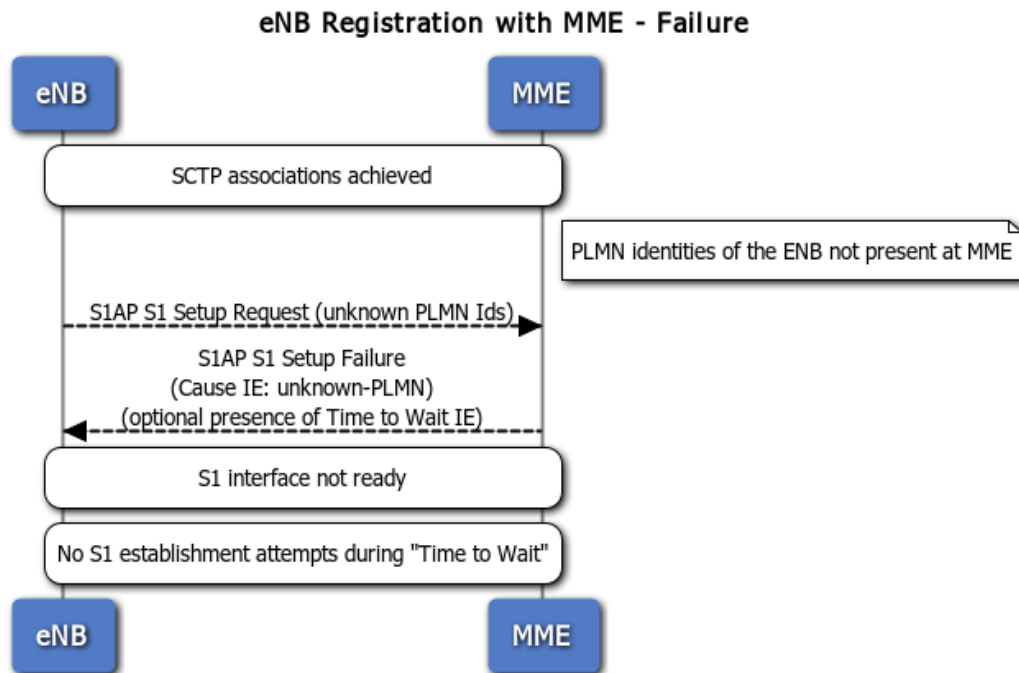 eNB Registration with MME - Failure
eNB
MME
SCTP associations achieved
PLMN identities of the ENB not present at MME
S1AP S1 Setup Request (unknown PLMN Ids)
S1AP S1 Setup Failure
(Cause IE: unknown-PLMN)
(optional presence of Time to Wait IE)
S1 interface not ready
No S1 establishment attempts during "Time to Wait"
eNB
MME